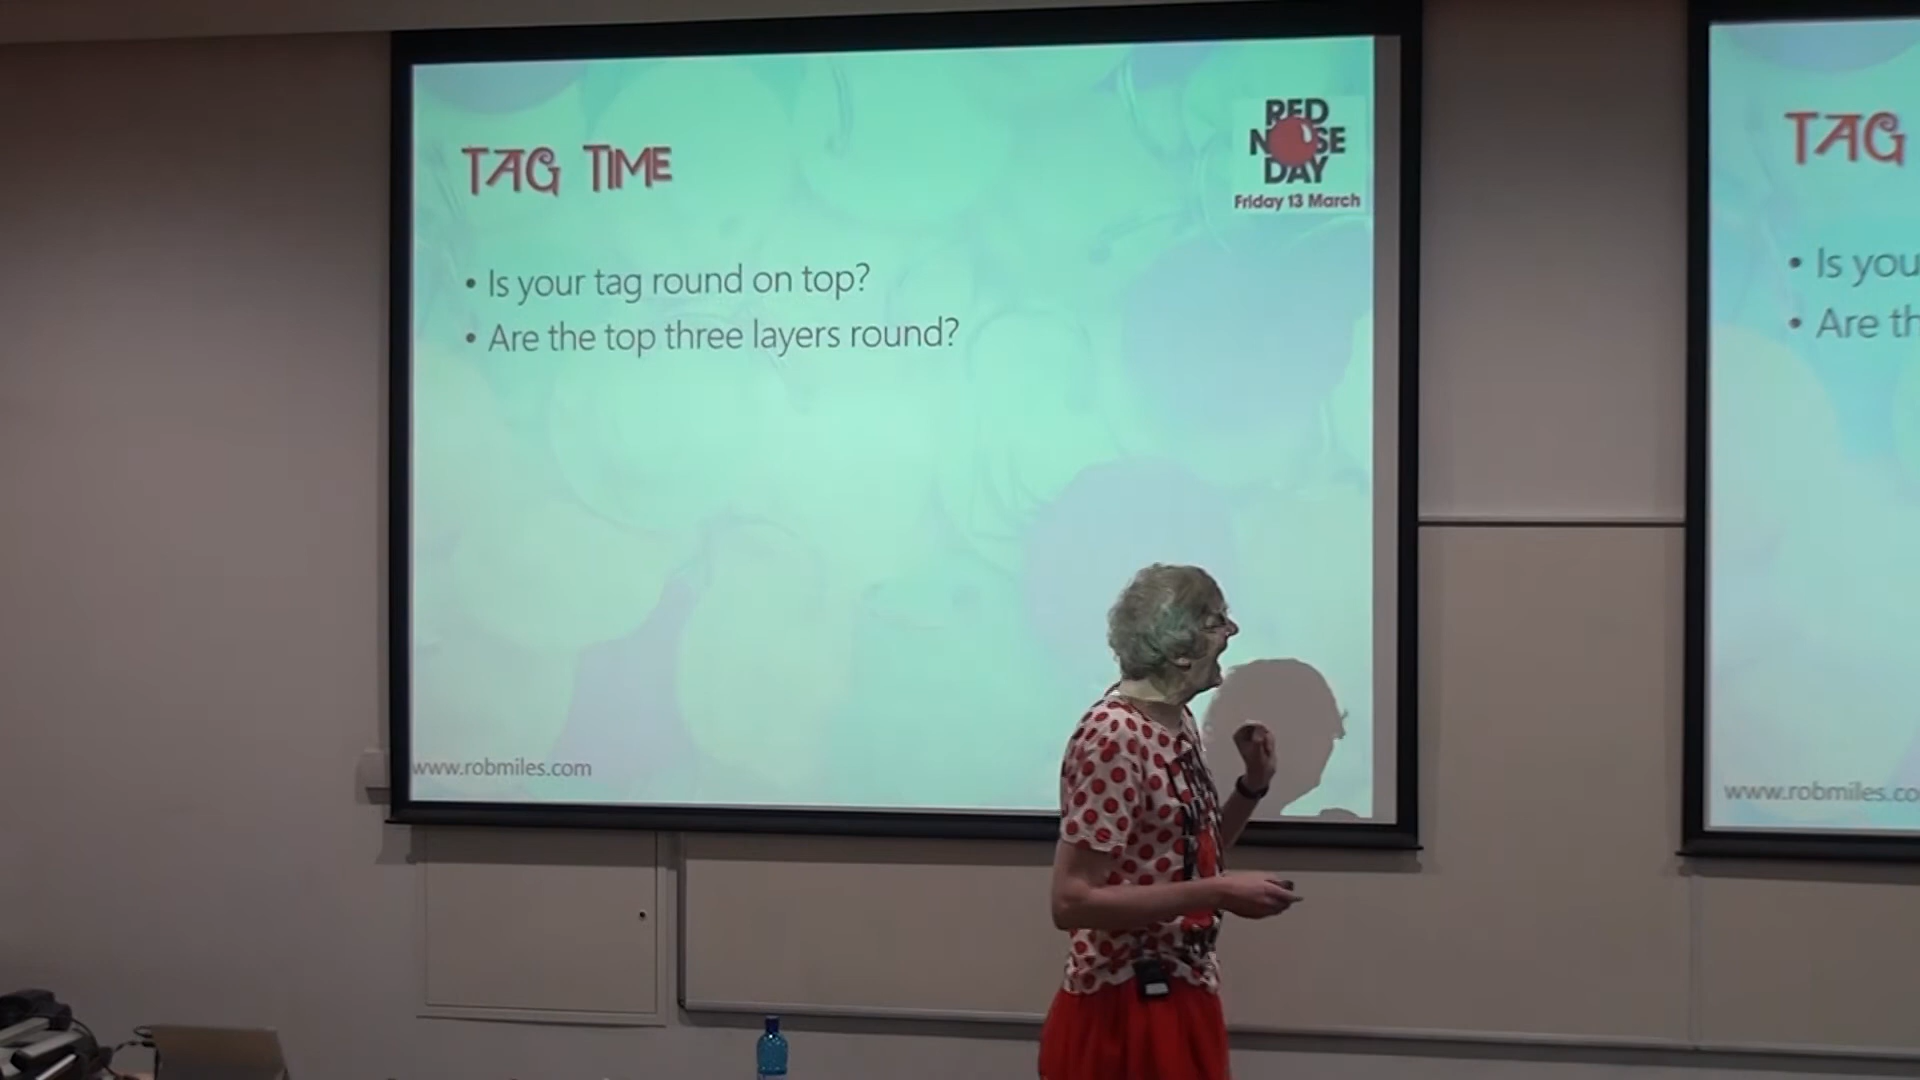 TAG TIME
RED
NOSE
DAY
Friday 13 March
• Is your tag round on top?
• Are the top three layers round?
www.robmiles.com
TAG
• Is you
• Are th
www.robmiles.co